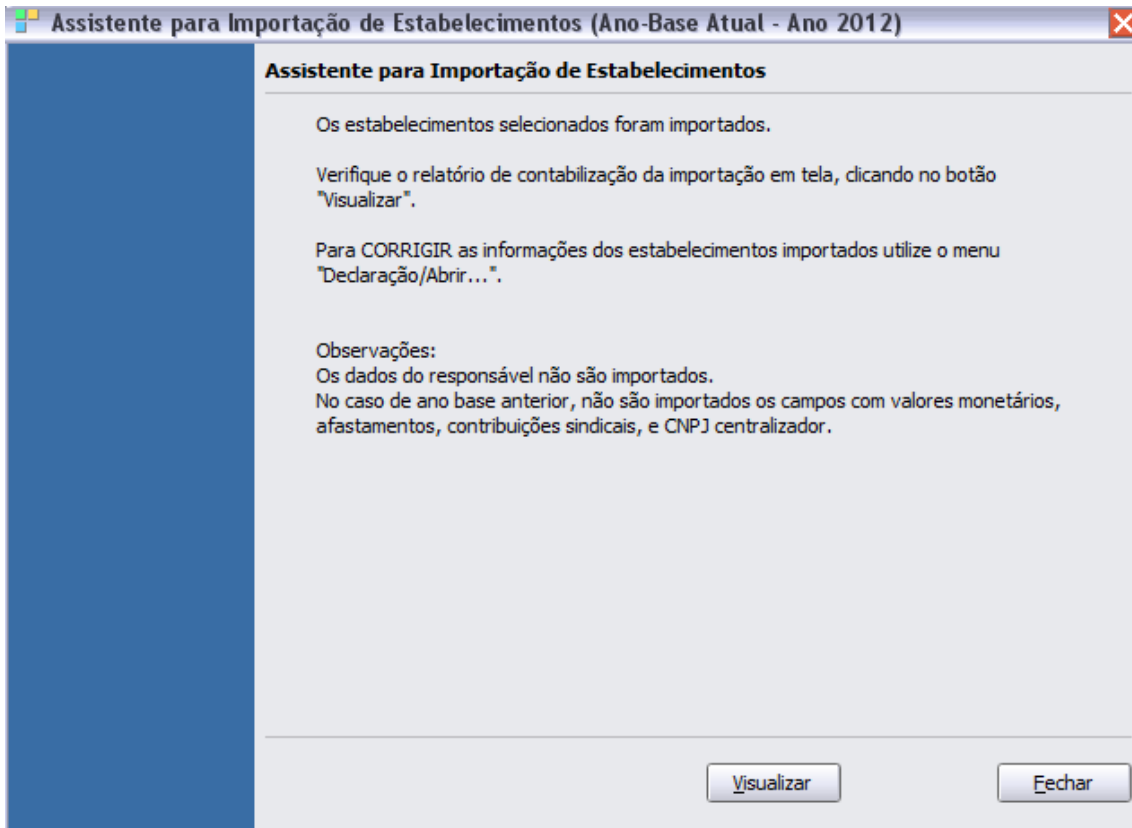 Assistente para Importação de Estabelecimentos (Ano-Base Atual - Ano 2012)
Assistente para Importação de Estabelecimentos
Os estabelecimentos selecionados foram importados.
Verifique o relatório de contabilização da importação em tela, clicando no botão
"Visualizar".
Para CORRIGIR as informações dos estabelecimentos importados utilize o menu
"Declaração/Abrir...".
Observações:
Os dados do responsável não são importados.
No caso de ano base anterior, não são importados os campos com valores monetários,
afastamentos, contribuições sindicais, e CNPJ centralizador.
Visualizar
Fechar